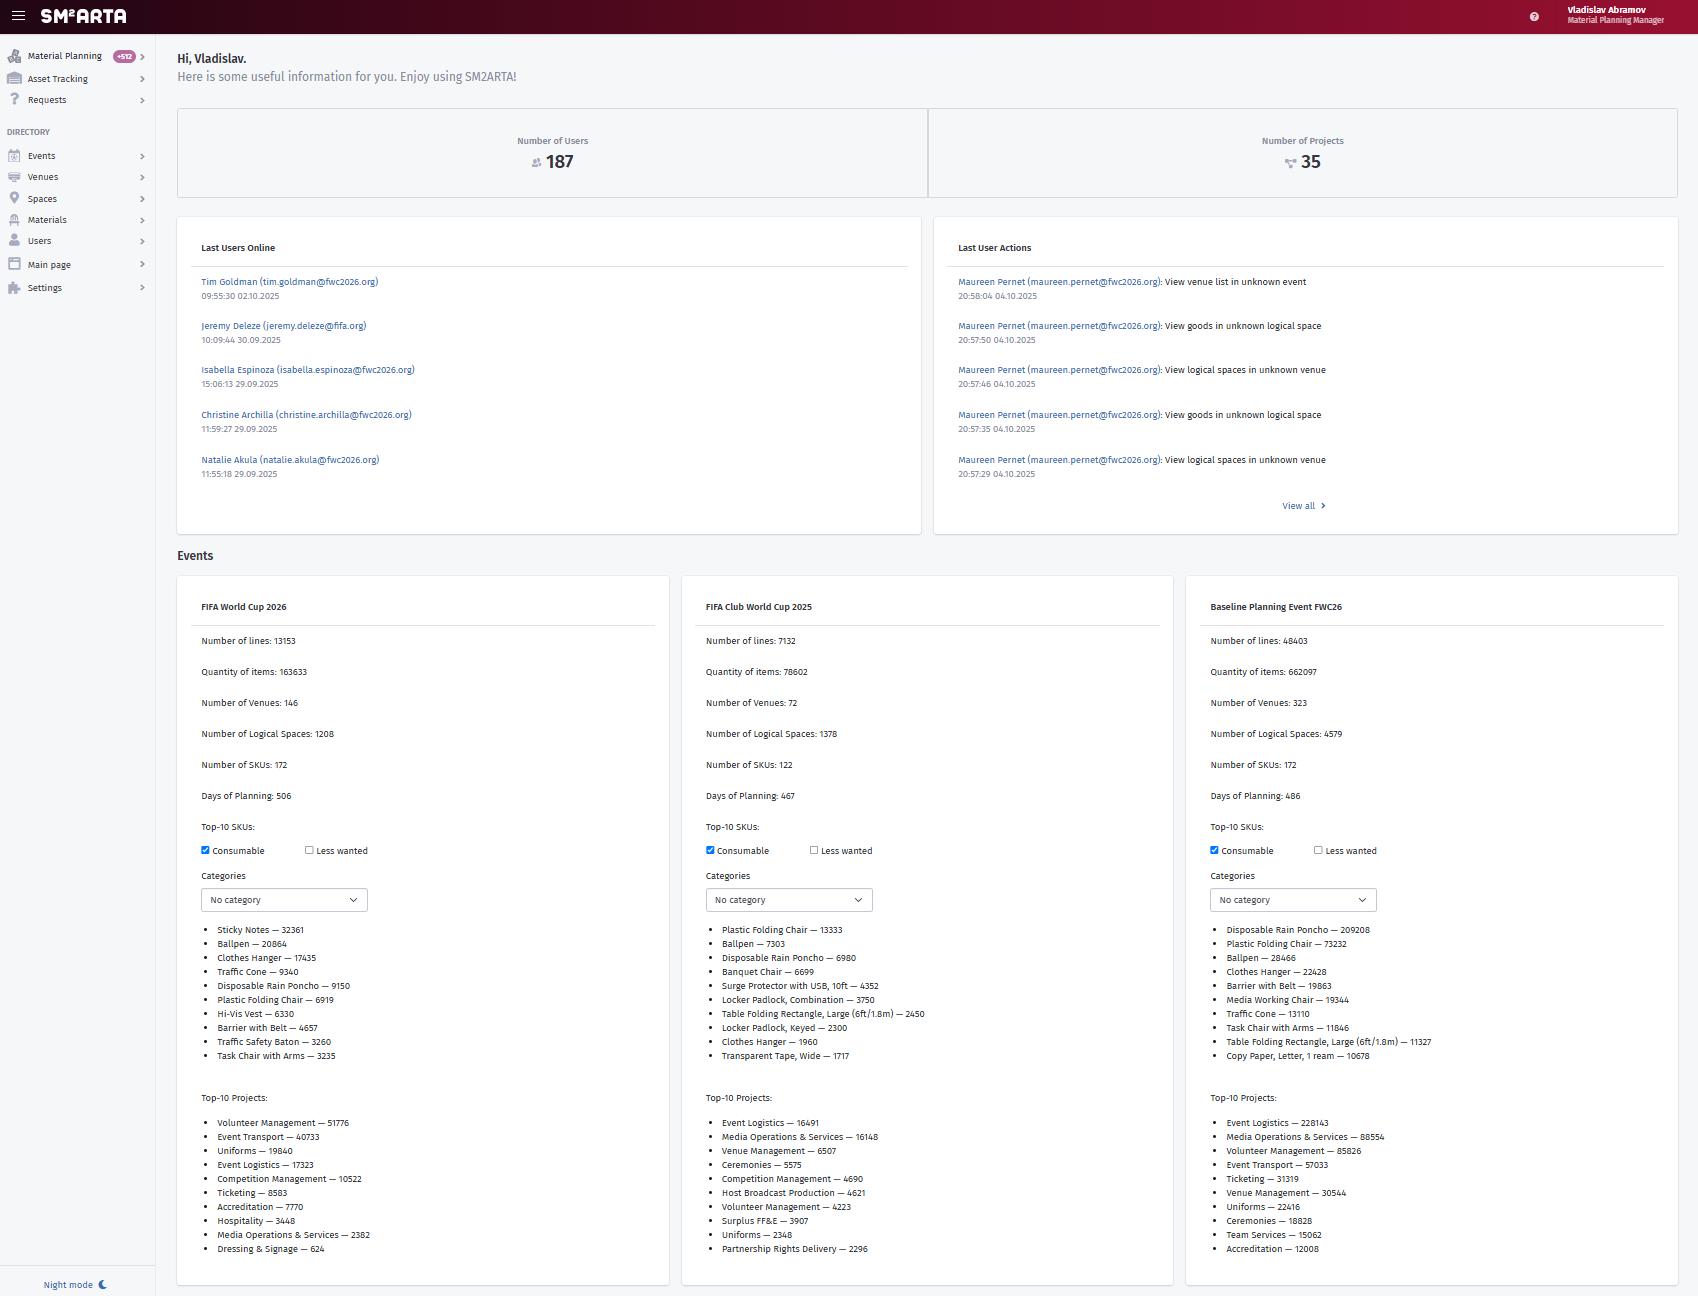 SM²ARTA
Vladislav Abramov
Material Planning Manager
Material Planning +512
Asset Tracking
Requests
DIRECTORY
Events
Venues
Spaces
Materials
Users
Main page
Settings
Night mode
Hi, Vladislav.
Here is some useful information for you. Enjoy using SM2ARTA!
Number of Users
187
Number of Projects
35
Last Users Online
Tim Goldman (tim.goldman@fwc2026.org)
09:55:30 02.10.2025
Jeremy Deleze (jeremy.deleze@fifa.org)
10:09:44 30.09.2025
Isabella Espinoza (isabella.espinoza@fwc2026.org)
15:06:13 29.09.2025
Christine Archilla (christine.archilla@fwc2026.org)
11:59:27 29.09.2025
Natalie Akula (natalie.akula@fwc2026.org)
11:55:18 29.09.2025
Last User Actions
Maureen Pernet (maureen.pernet@fwc2026.org): View venue list in unknown event
20:58:04 04.10.2025
Maureen Pernet (maureen.pernet@fwc2026.org): View goods in unknown logical space
20:57:50 04.10.2025
Maureen Pernet (maureen.pernet@fwc2026.org): View logical spaces in unknown venue
20:57:46 04.10.2025
Maureen Pernet (maureen.pernet@fwc2026.org): View goods in unknown logical space
20:57:35 04.10.2025
Maureen Pernet (maureen.pernet@fwc2026.org): View logical spaces in unknown venue
20:57:29 04.10.2025
View all
Events
FIFA World Cup 2026
Number of lines: 13153
Quantity of items: 163633
Number of Venues: 146
Number of Logical Spaces: 1208
Number of SKUs: 172
Days of Planning: 506
Top-10 SKUs:
Consumable Less wanted
Categories
No category
• Sticky Notes — 32361
• Ballpen — 20864
• Clothes Hanger — 17435
• Traffic Cone — 9340
• Disposable Rain Poncho — 9150
• Plastic Folding Chair — 6919
• Hi-Vis Vest — 6330
• Barrier with Belt — 4657
• Traffic Safety Baton — 3260
• Task Chair with Arms — 3235
Top-10 Projects:
• Volunteer Management — 51776
• Event Transport — 40733
• Uniforms — 19840
• Event Logistics — 17323
• Competition Management — 10522
• Ticketing — 8583
• Accreditation — 7770
• Hospitality — 3448
• Media Operations & Services — 2382
• Dressing & Signage — 624
FIFA Club World Cup 2025
Number of lines: 7132
Quantity of items: 78602
Number of Venues: 72
Number of Logical Spaces: 1378
Number of SKUs: 122
Days of Planning: 467
Top-10 SKUs:
Consumable Less wanted
Categories
No category
• Plastic Folding Chair — 13333
• Ballpen — 7303
• Disposable Rain Poncho — 6980
• Banquet Chair — 6699
• Surge Protector with USB, 10ft — 4352
• Locker Padlock, Combination — 3750
• Table Folding Rectangle, Large (6ft/1.8m) — 2450
• Locker Padlock, Keyed — 2300
• Clothes Hanger — 1960
• Transparent Tape, Wide — 1717
Top-10 Projects:
• Event Logistics — 16491
• Media Operations & Services — 16148
• Venue Management — 6507
• Ceremonies — 5575
• Competition Management — 4690
• Host Broadcast Production — 4621
• Volunteer Management — 4223
• Surplus FF&E — 3907
• Uniforms — 2348
• Partnership Rights Delivery — 2296
Baseline Planning Event FWC26
Number of lines: 48403
Quantity of items: 662097
Number of Venues: 323
Number of Logical Spaces: 4579
Number of SKUs: 172
Days of Planning: 486
Top-10 SKUs:
Consumable Less wanted
Categories
No category
• Disposable Rain Poncho — 209208
• Plastic Folding Chair — 73232
• Ballpen — 28466
• Clothes Hanger — 22428
• Barrier with Belt — 19863
• Media Working Chair — 19344
• Traffic Cone — 13110
• Task Chair with Arms — 11846
• Table Folding Rectangle, Large (6ft/1.8m) — 11327
• Copy Paper, Letter, 1 ream — 10678
Top-10 Projects:
• Event Logistics — 228143
• Media Operations & Services — 88554
• Volunteer Management — 85826
• Event Transport — 57033
• Ticketing — 31319
• Venue Management — 30544
• Uniforms — 22416
• Ceremonies — 18828
• Team Services — 15062
• Accreditation — 12008